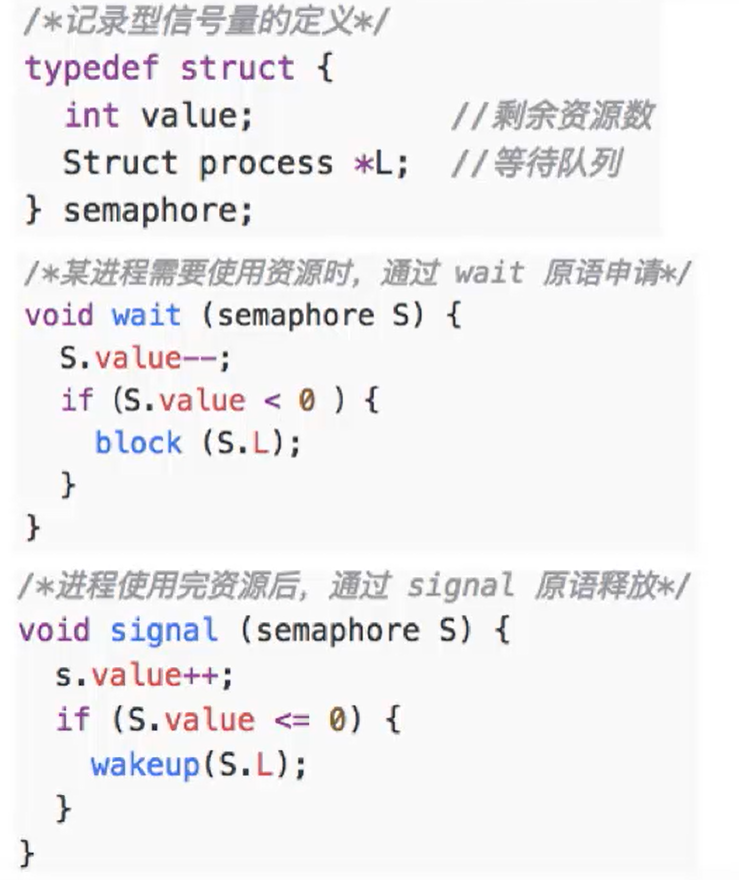 /*记录型信号量的定义*/
typedef struct {
  int value;           //剩余资源数
  Struct process *L;  //等待队列
} semaphore;
/*某进程需要使用资源时，通过 wait 原语申请*/
void wait (semaphore S) {
  S.value--;
  if (S.value < 0 ) {
    block (S.L);
  }
}
/*进程使用完资源后，通过 signal 原语释放*/
void signal (semaphore S) {
  s.value++;
  if (S.value <= 0) {
    wakeup(S.L);
  }
}